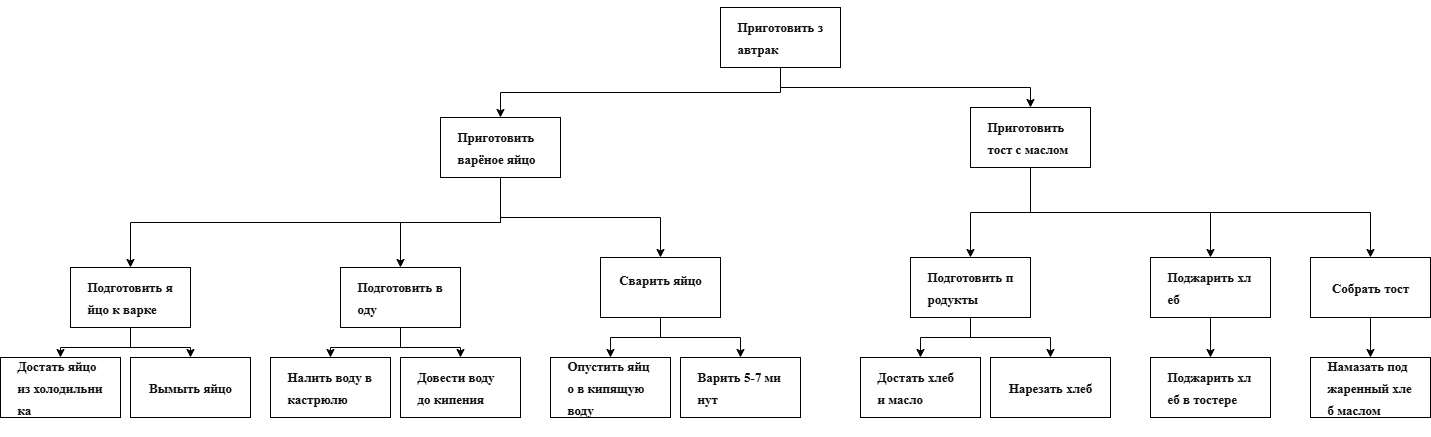 Приготовить з
автрак
Приготовить
варёное яйцо
Приготовить
тост с маслом
Подготовить я
йцо к варке
Подготовить в
оду
Сварить яйцо
Подготовить п
родукты
Поджарить хл
еб
Собрать тост
Достать яйцо
из холодильни
ка
Вымыть яйцо
Налить воду в
кастрюлю
Довести воду
до кипения
Опустить яйц
о в кипящую
воду
Варить 5-7 ми
нут
Достать хлеб
и масло
Нарезать хлеб
Поджарить хл
еб в тостере
Намазать под
жаренный хле
б маслом